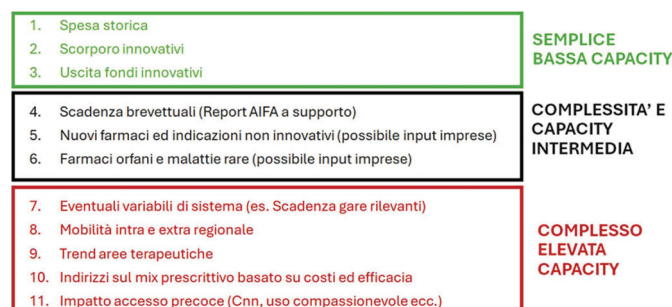 1. Spesa storica
2. Scorporo innovativi
3. Uscita fondi innovativi
SEMPLICE
BASSA CAPACITY
4. Scadenza brevettuali (Report AIFA a supporto)
5. Nuovi farmaci ed indicazioni non innovativi (possibile input imprese)
6. Farmaci orfani e malattie rare (possibile input imprese)
COMPLESSITA' E
CAPACITY
INTERMEDIA
7. Eventuali variabili di sistema (es. Scadenza gare rilevanti)
8. Mobilità intra e extra regionale
9. Trend aree terapeutiche
10. Indirizzi sul mix prescrittivo basato su costi ed efficacia
11. Impatto accesso precoce (Cnn, uso compassionevole ecc.)
COMPLESSO
ELEVATA
CAPACITY